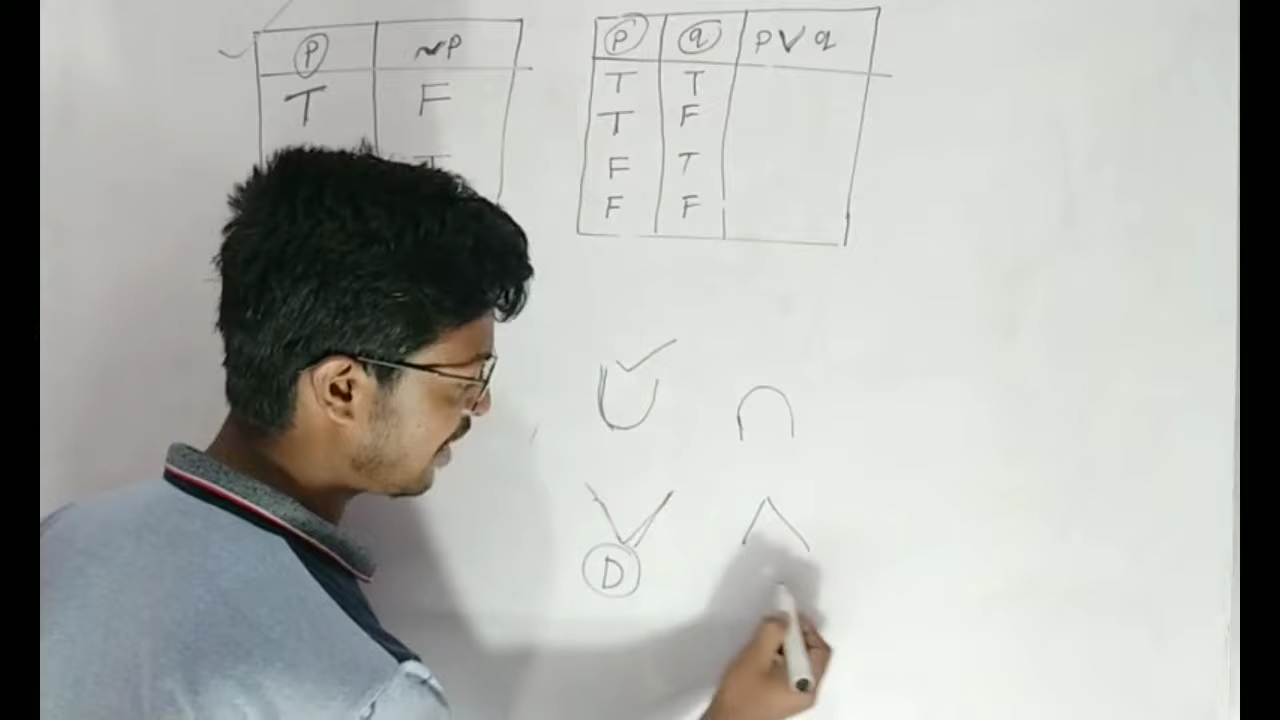 p ~p
T F
p q p∨q
T T
T F
F T
F F
∪ ∩
∨ ∧
D